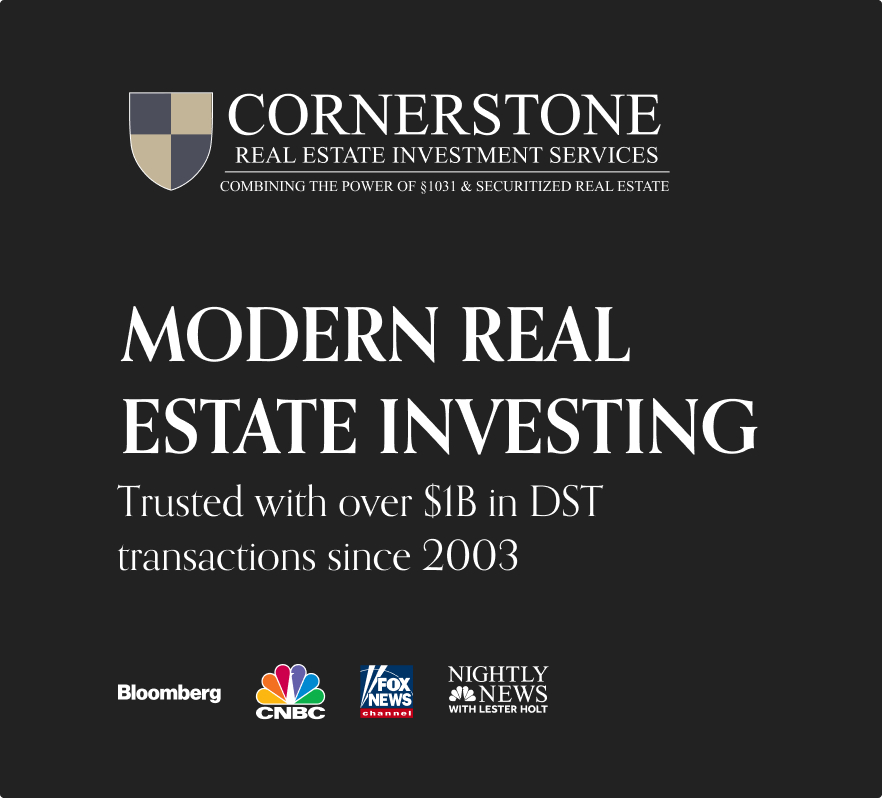 CORNERSTONE
REAL ESTATE INVESTMENT SERVICES
COMBINING THE POWER OF §1031 & SECURITIZED REAL ESTATE
MODERN REAL
ESTATE INVESTING
Trusted with over $1B in DST
transactions since 2003
Bloomberg
CNBC
FOX
NEWS
channel
NIGHTLY
NEWS
WITH LESTER HOLT